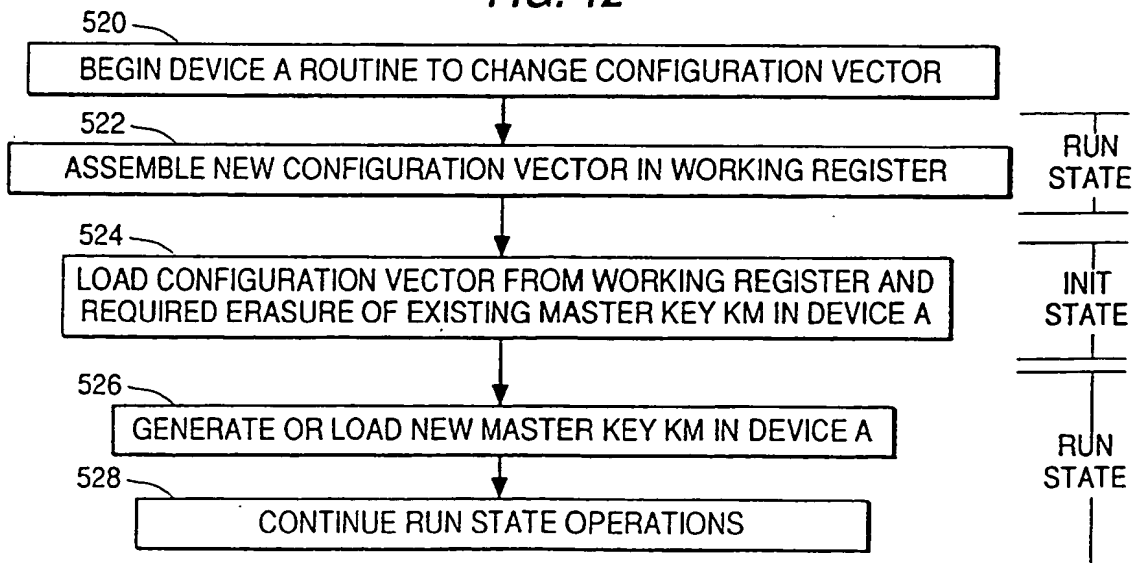 FIG. 12
520
BEGIN DEVICE A ROUTINE TO CHANGE CONFIGURATION VECTOR
522
ASSEMBLE NEW CONFIGURATION VECTOR IN WORKING REGISTER
RUN
STATE
524
LOAD CONFIGURATION VECTOR FROM WORKING REGISTER AND
REQUIRED ERASURE OF EXISTING MASTER KEY KM IN DEVICE A
INIT
STATE
526
GENERATE OR LOAD NEW MASTER KEY KM IN DEVICE A
RUN
STATE
528
CONTINUE RUN STATE OPERATIONS